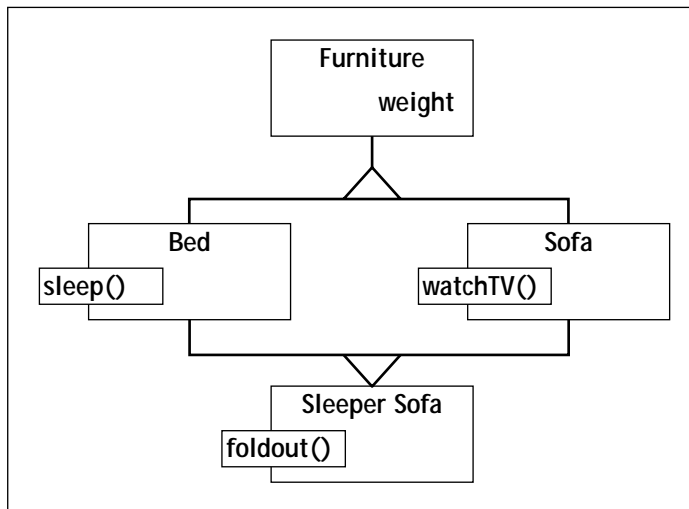 Furniture
weight
Bed
Sofa
sleep()
watchTV()
Sleeper Sofa
foldout()